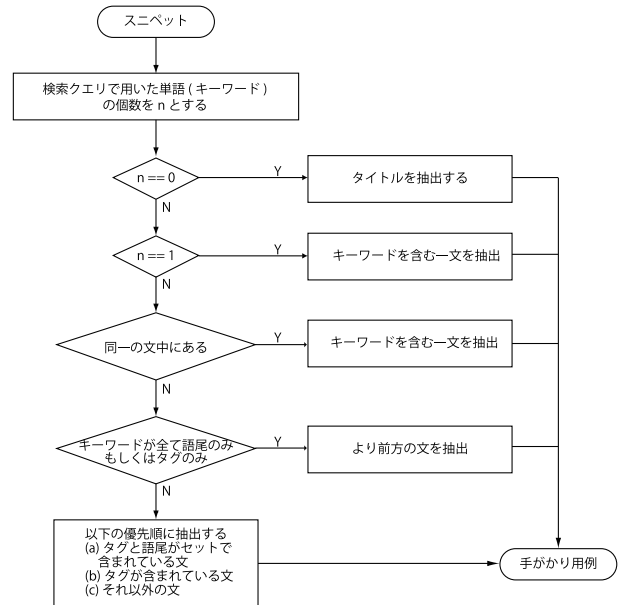 スニペット
検索クエリで用いた単語 ( キーワード )
の個数を n とする
n == 0
Y
タイトルを抽出する
N
n == 1
Y
キーワードを含む一文を抽出
N
同一の文中にある
Y
キーワードを含む一文を抽出
N
キーワードが全て語尾のみ
もしくはタグのみ
Y
より前方の文を抽出
N
以下の優先順に抽出する
(a) タグと語尾がセットで
含まれている文
(b) タグが含まれている文
(c) それ以外の文
手がかり用例